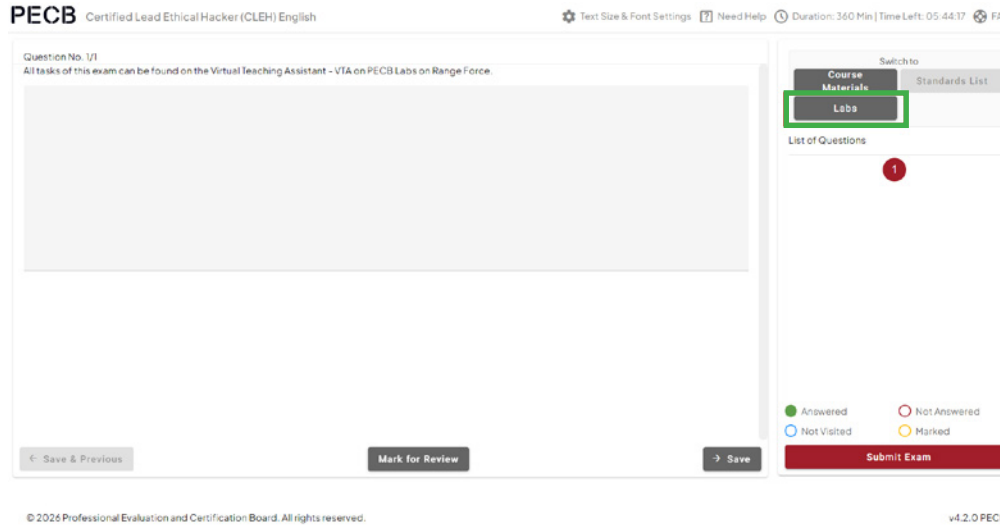 PECB Certified Lead Ethical Hacker (CLEH) English
Text Size & Font Settings Need Help Duration: 360 Min | Time Left: 05:44:17
Question No. 1/1
All tasks of this exam can be found on the Virtual Teaching Assistant - VTA on PECB Labs on Range Force.
Switch to
Course Materials
Standards List
Labs
List of Questions
1
Answered
Not Answered
Not Visited
Marked
← Save & Previous
Mark for Review
→ Save
Submit Exam
© 2026 Professional Evaluation and Certification Board. All rights reserved.
v4.2.0 PEC